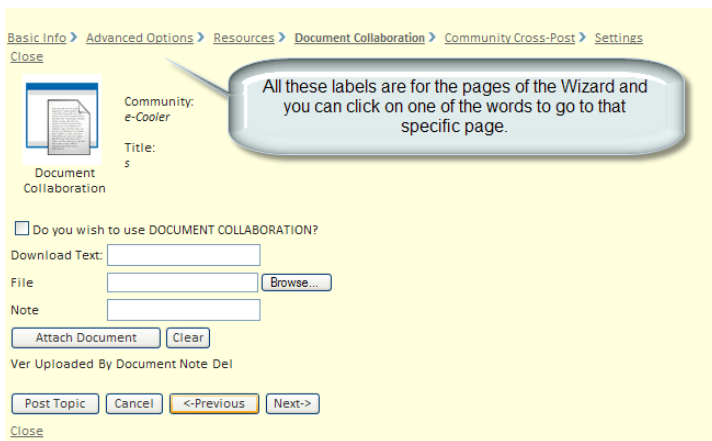 Basic Info > Advanced Options > Resources > Document Collaboration > Community Cross-Post > Settings
Close
All these labels are for the pages of the Wizard and
you can click on one of the words to go to that
specific page.
Community:
e-Cooler
Title:
s
Document
Collaboration
Do you wish to use DOCUMENT COLLABORATION?
Download Text:
File Browse...
Note
Attach Document Clear
Ver Uploaded By Document Note Del
Post Topic Cancel <-Previous Next->
Close